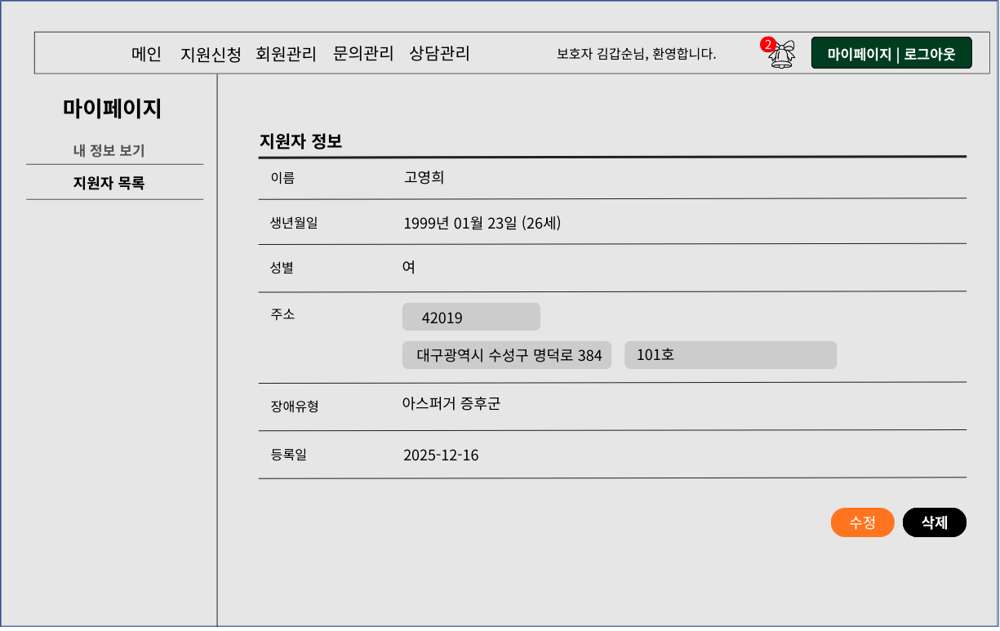 메인 지원신청 회원관리 문의관리 상담관리 보호자 김갑순님, 환영합니다. 2 마이페이지 | 로그아웃
마이페이지
내 정보 보기
지원자 목록
지원자 정보
이름 고영희
생년월일 1999년 01월 23일 (26세)
성별 여
주소 42019
대구광역시 수성구 명덕로 384 101호
장애유형 아스퍼거 증후군
등록일 2025-12-16
수정 삭제